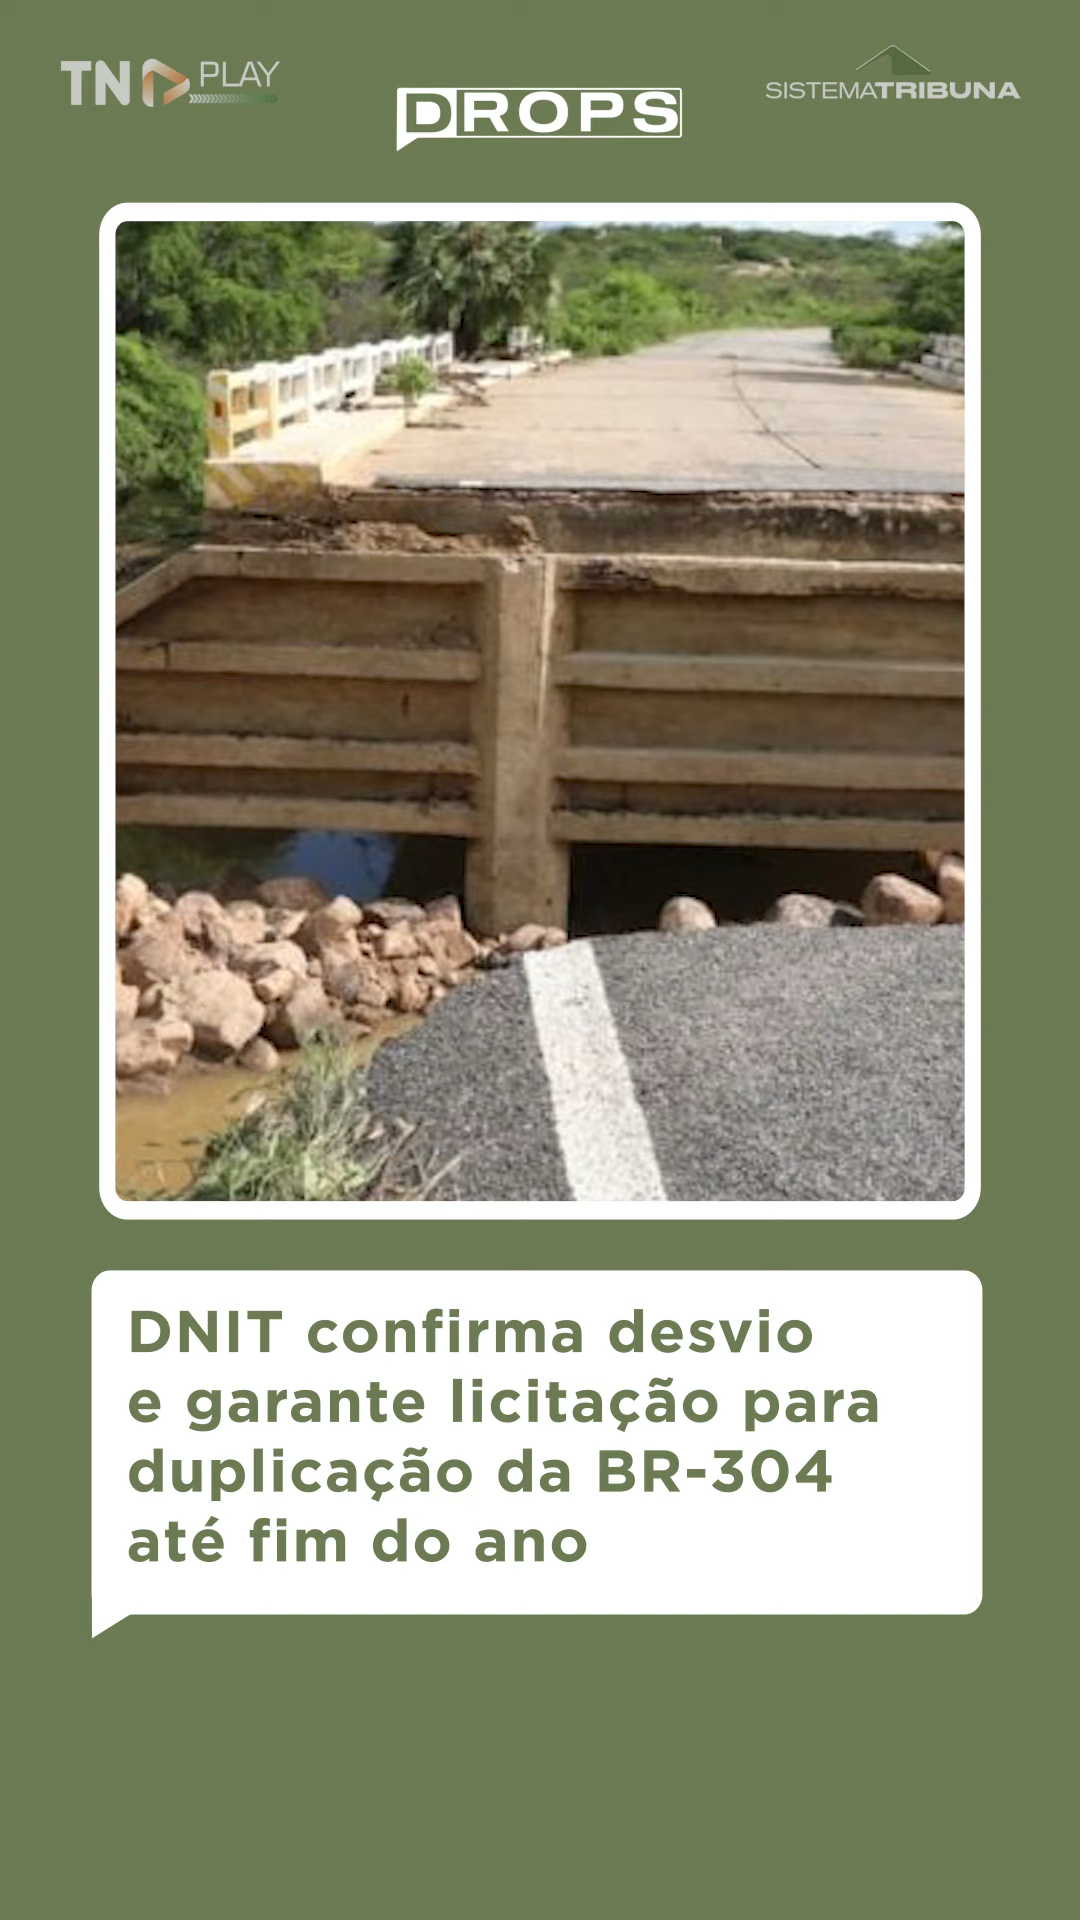 TN PLAY
DROPS
SISTEMATRIBUNA
DNIT confirma desvio
e garante licitação para
duplicação da BR-304
até fim do ano